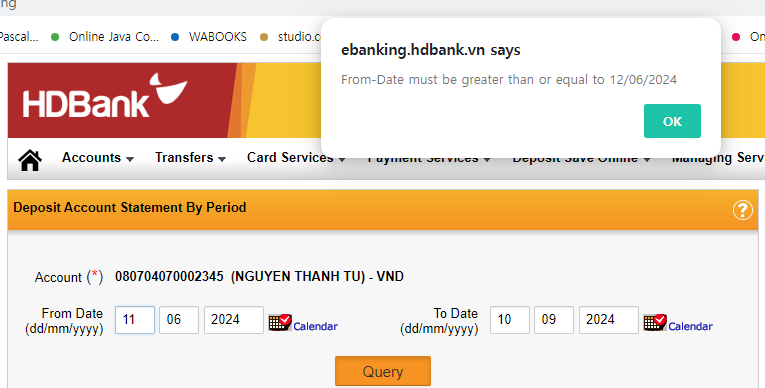 ng
Pascal... Online Java Co... WABOOKS studio.c
On
ebanking.hdbank.vn says
From-Date must be greater than or equal to 12/06/2024
OK
HDBank
Accounts Transfers Card Services Payment Services Deposit Save Online Managing Serv
Deposit Account Statement By Period ?
Account (*) 080704070002345 (NGUYEN THANH TU) - VND
From Date (dd/mm/yyyy) 11 06 2024 Calendar To Date (dd/mm/yyyy) 10 09 2024 Calendar
Query